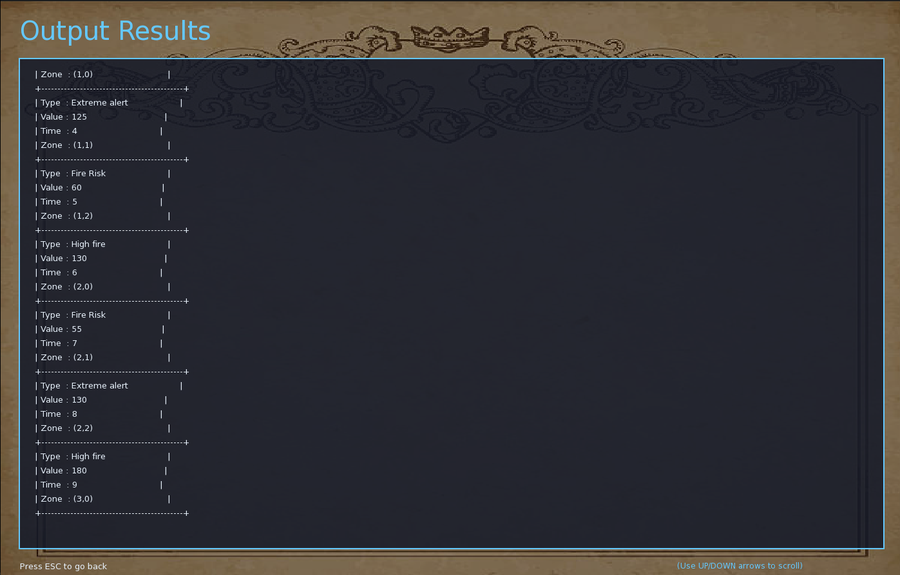 Output Results
| Zone : (1,0) |
+--------------------------------------------+
| Type : Extreme alert |
| Value : 125 |
| Time : 4 |
| Zone : (1,1) |
+--------------------------------------------+
| Type : Fire Risk |
| Value : 60 |
| Time : 5 |
| Zone : (1,2) |
+--------------------------------------------+
| Type : High fire |
| Value : 130 |
| Time : 6 |
| Zone : (2,0) |
+--------------------------------------------+
| Type : Fire Risk |
| Value : 55 |
| Time : 7 |
| Zone : (2,1) |
+--------------------------------------------+
| Type : Extreme alert |
| Value : 130 |
| Time : 8 |
| Zone : (2,2) |
+--------------------------------------------+
| Type : High fire |
| Value : 180 |
| Time : 9 |
| Zone : (3,0) |
+--------------------------------------------+
Press ESC to go back
(Use UP/DOWN arrows to scroll)